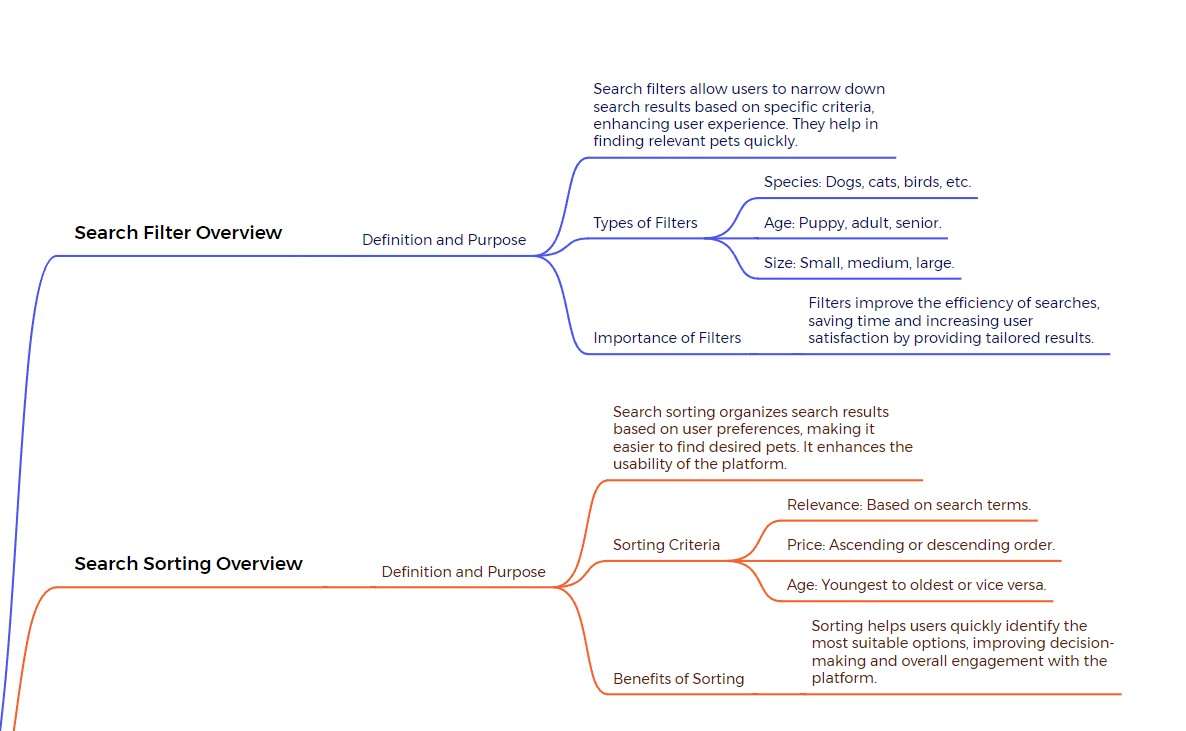 Search filters allow users to narrow down
search results based on specific criteria,
enhancing user experience. They help in
finding relevant pets quickly.
Species: Dogs, cats, birds, etc.
Search Filter Overview
Definition and Purpose
Types of Filters
Age: Puppy, adult, senior.
Size: Small, medium, large.
Filters improve the efficiency of searches,
saving time and increasing user
Importance of Filters
satisfaction by providing tailored results.
Search sorting organizes search results
based on user preferences, making it
easier to find desired pets. It enhances the
usability of the platform.
Relevance: Based on search terms.
Search Sorting Overview
Definition and Purpose
Sorting Criteria
Price: Ascending or descending order.
Age: Youngest to oldest or vice versa.
Sorting helps users quickly identify the
most suitable options, improving decision-
making and overall engagement with the
platform.
Benefits of Sorting